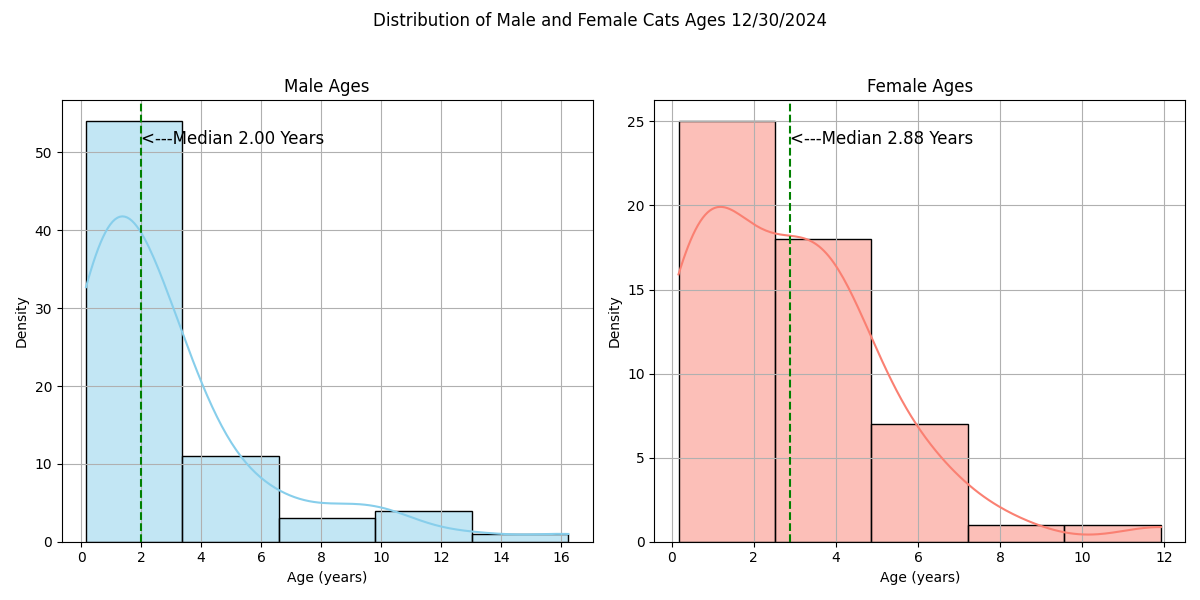 Distribution of Male and Female Cats Ages 12/30/2024
Male Ages
<---Median 2.00 Years
Density
50
40
30
20
10
0
0 2 4 6 8 10 12 14 16
Age (years)
Female Ages
<---Median 2.88 Years
Density
25
20
15
10
5
0
0 2 4 6 8 10 12
Age (years)